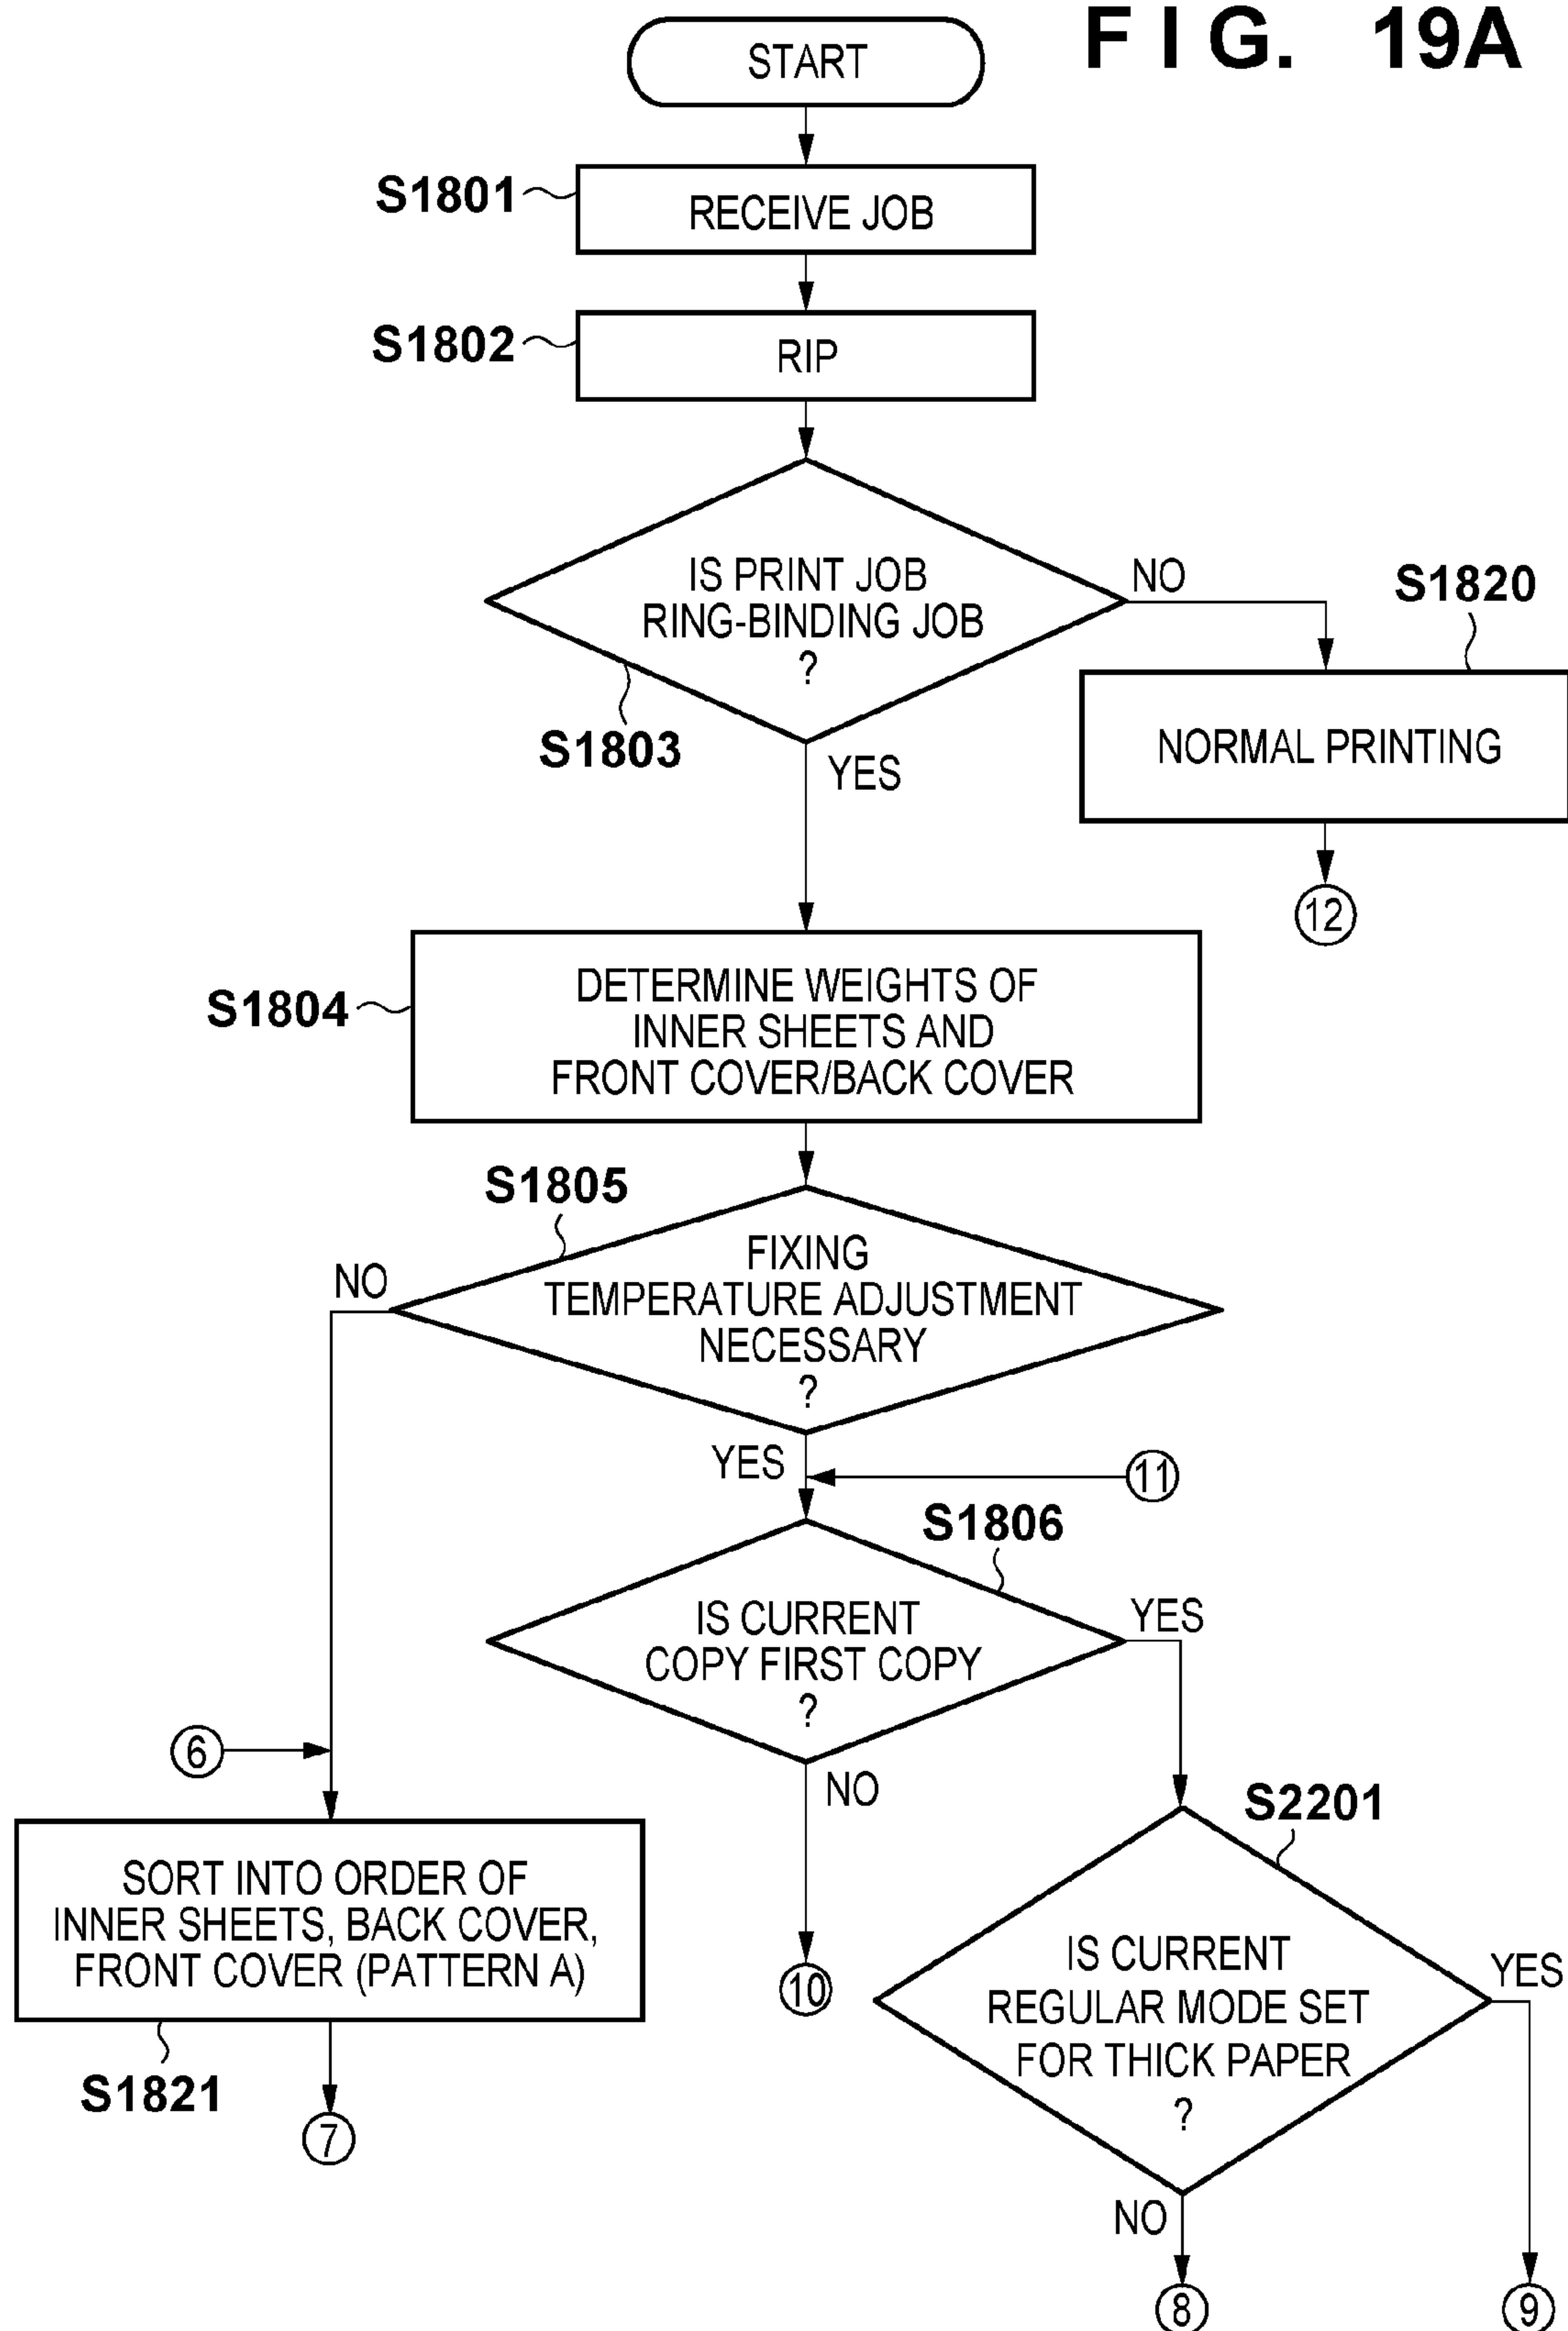 FIG. 19A
START
S1801
RECEIVE JOB
S1802
RIP
IS PRINT JOB
RING-BINDING JOB
?
NO
S1820
S1803
YES
NORMAL PRINTING
12
S1804
DETERMINE WEIGHTS OF
INNER SHEETS AND
FRONT COVER/BACK COVER
S1805
NO
FIXING
TEMPERATURE ADJUSTMENT
NECESSARY
?
YES
11
S1806
IS CURRENT
COPY FIRST COPY
?
YES
6
NO
S2201
SORT INTO ORDER OF
INNER SHEETS, BACK COVER,
FRONT COVER (PATTERN A)
10
IS CURRENT
REGULAR MODE SET
FOR THICK PAPER
?
YES
S1821
7
NO
8
9